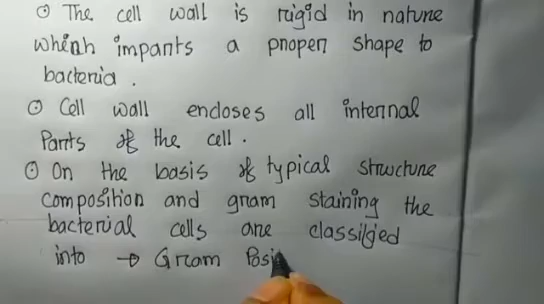 ⊙ The cell wall is rigid in nature
which imparts a proper shape to
bacteria .
⊙ Cell wall encloses all internal
Parts of the cell .
⊙ On the basis of typical structure
composition and gram staining the
bacterial cells are classified
into → Gram Posi